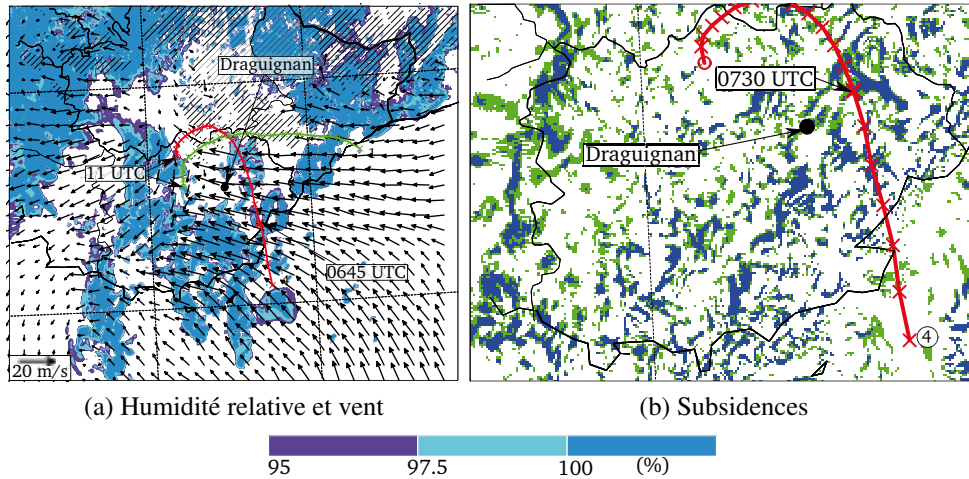 Draguignan
11 UTC
0645 UTC
20 m/s
0730 UTC
Draguignan
4
(a) Humidité relative et vent
(b) Subsidences
95 97.5 100 (%)